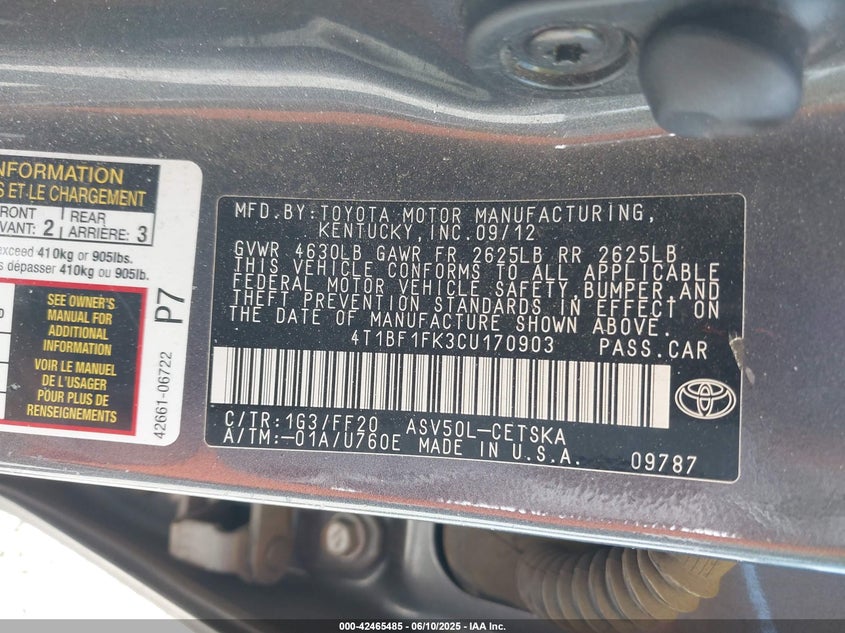 NFORMATION
S ET LE CHARGEMENT
FRONT
VANT: 2
REAR
ARRIÈRE: 3
exceed 410kg or 905lbs.
s dépasser 410kg ou 905lb.
SEE OWNER'S
MANUAL FOR
ADDITIONAL
INFORMATION
VOIR LE MANUEL
DE L'USAGER
POUR PLUS DE
RENSEIGNEMENTS
P7
42661-06722
MFD.BY:TOYOTA MOTOR MANUFACTURING,
KENTUCKY,INC.09/12
GVWR 4630LB GAWR FR 2625LB RR 2625LB
THIS VEHICLE CONFORMS TO ALL APPLICABLE
FEDERAL MOTOR VEHICLE SAFETY,BUMPER,AND
THEFT PREVENTION STANDARDS IN EFFECT ON
THE DATE OF MANUFACTURE SHOWN ABOVE.
4T1BF1FK3CU170903 PASS.CAR
C/TR:1G3/FF20 ASV50L-CETSKA
A/TM:-01A/U760E MADE IN U.S.A. 09787
000-42465485 - 06/10/2025 - IAA Inc.